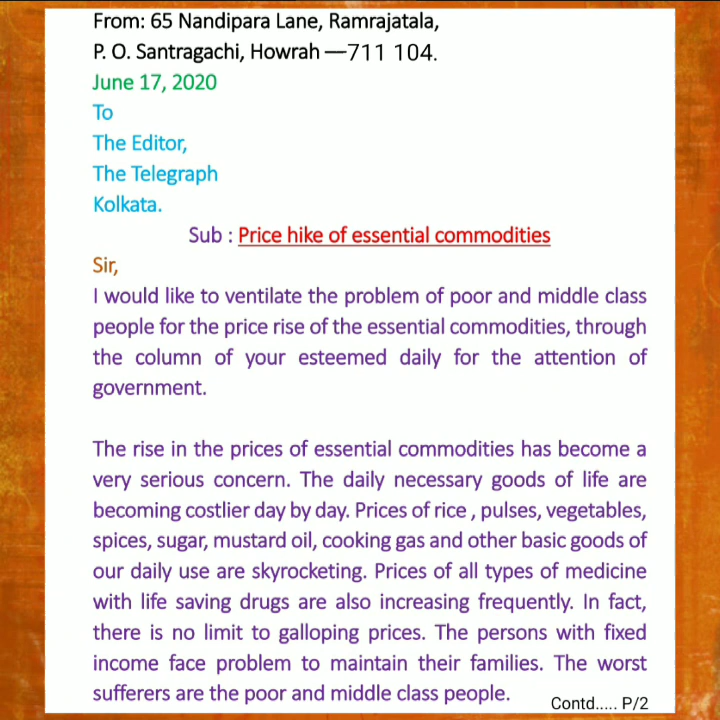 From: 65 Nandipara Lane, Ramrajatala,
P. O. Santragachi, Howrah —711 104.
June 17, 2020
To
The Editor,
The Telegraph
Kolkata.
Sub : Price hike of essential commodities
Sir,
I would like to ventilate the problem of poor and middle class
people for the price rise of the essential commodities, through
the column of your esteemed daily for the attention of
government.
The rise in the prices of essential commodities has become a
very serious concern. The daily necessary goods of life are
becoming costlier day by day. Prices of rice , pulses, vegetables,
spices, sugar, mustard oil, cooking gas and other basic goods of
our daily use are skyrocketing. Prices of all types of medicine
with life saving drugs are also increasing frequently. In fact,
there is no limit to galloping prices. The persons with fixed
income face problem to maintain their families. The worst
sufferers are the poor and middle class people.
Contd..... P/2